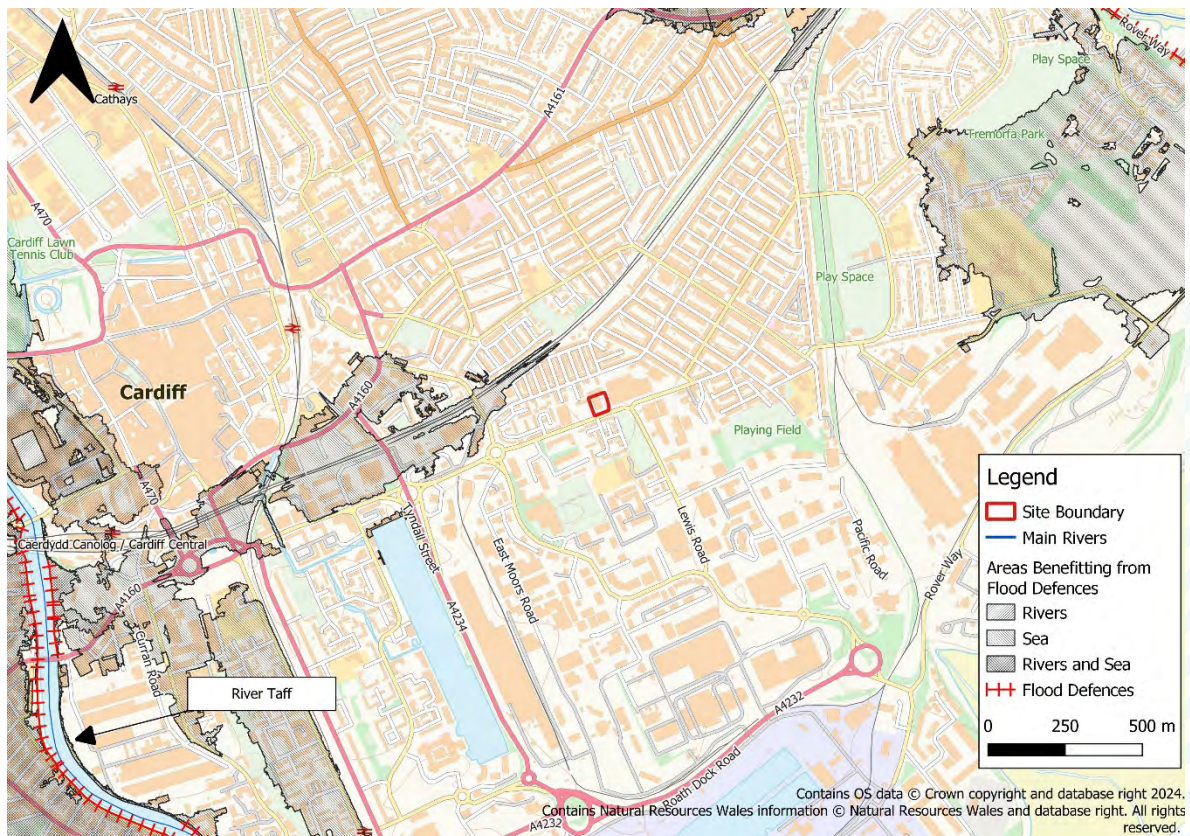 Rover Way
Play Space
Cathays
A4161
Tremorfa Park
A470
Cardiff Lawn
Tennis Club
Play Space
Cardiff
A4160
Playing Field
A470
Caerdydd Canolog / Cardiff Central
Tyndall Street
East Moors Road
Lewis Road
Pacific Road
Rover Way
A4160
Curran Road
A4234
River Taff
A4232
Roath Dock Road
A4232
Legend
Site Boundary
Main Rivers
Areas Benefitting from
Flood Defences
Rivers
Sea
Rivers and Sea
Flood Defences
0 250 500 m
Contains OS data © Crown copyright and database right 2024.
Contains Natural Resources Wales information © Natural Resources Wales and database right. All rights
reserved.